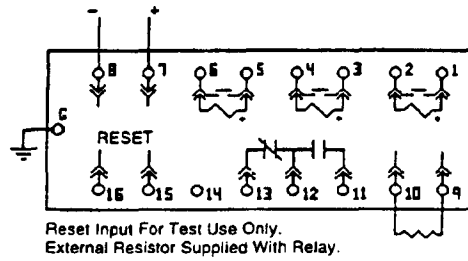 - +
8 7 6 5 4 3 2 1
G
RESET
16 15 14 13 12 11 10 9
Reset Input For Test Use Only.
External Resistor Supplied With Relay.